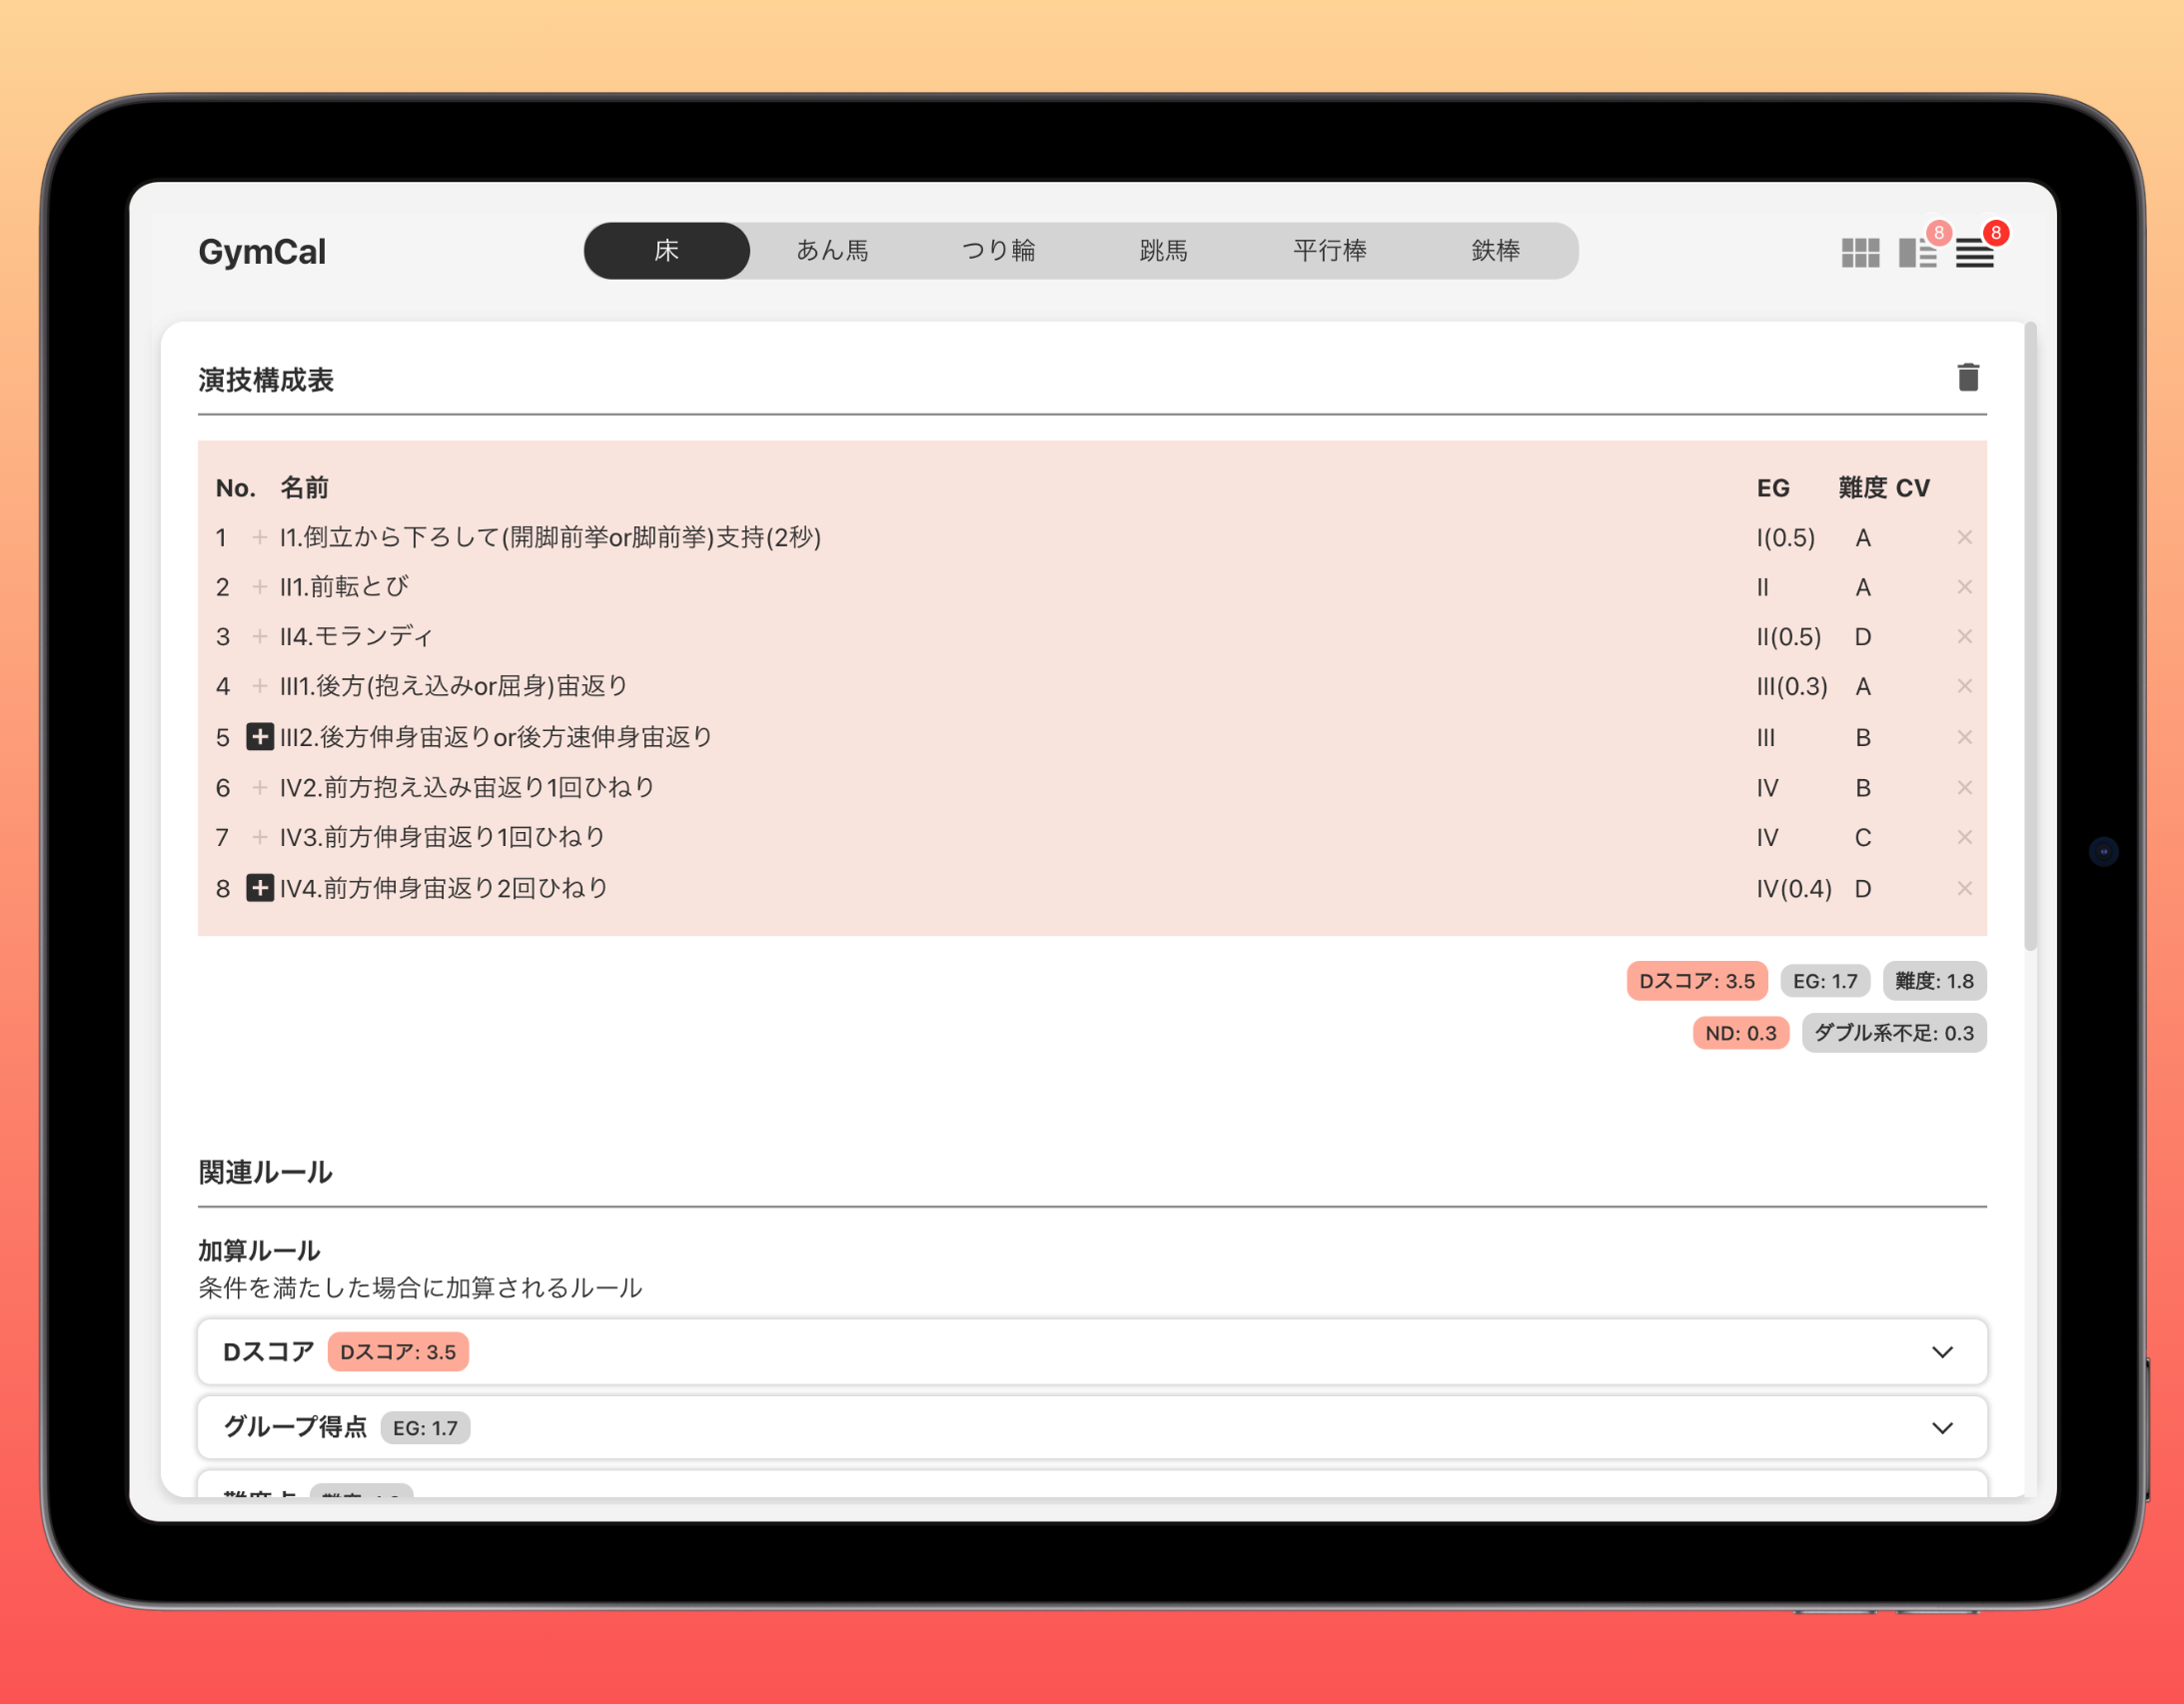 GymCal 床 あん馬 つり輪 跳馬 平行棒 鉄棒 8 8
演技構成表
No. 名前 EG 難度 CV
1 + I1.倒立から下ろして(開脚前挙or脚前挙)支持(2秒) I(0.5) A ×
2 + II1.前転とび II A ×
3 + II4.モランディ II(0.5) D ×
4 + III1.後方(抱え込みor屈身)宙返り III(0.3) A ×
5 + III2.後方伸身宙返りor後方速伸身宙返り III B ×
6 + IV2.前方抱え込み宙返り1回ひねり IV B ×
7 + IV3.前方伸身宙返り1回ひねり IV C ×
8 + IV4.前方伸身宙返り2回ひねり IV(0.4) D ×
Dスコア: 3.5 EG: 1.7 難度: 1.8
ND: 0.3 ダブル系不足: 0.3
関連ルール
加算ルール
条件を満たした場合に加算されるルール
Dスコア Dスコア: 3.5
グループ得点 EG: 1.7